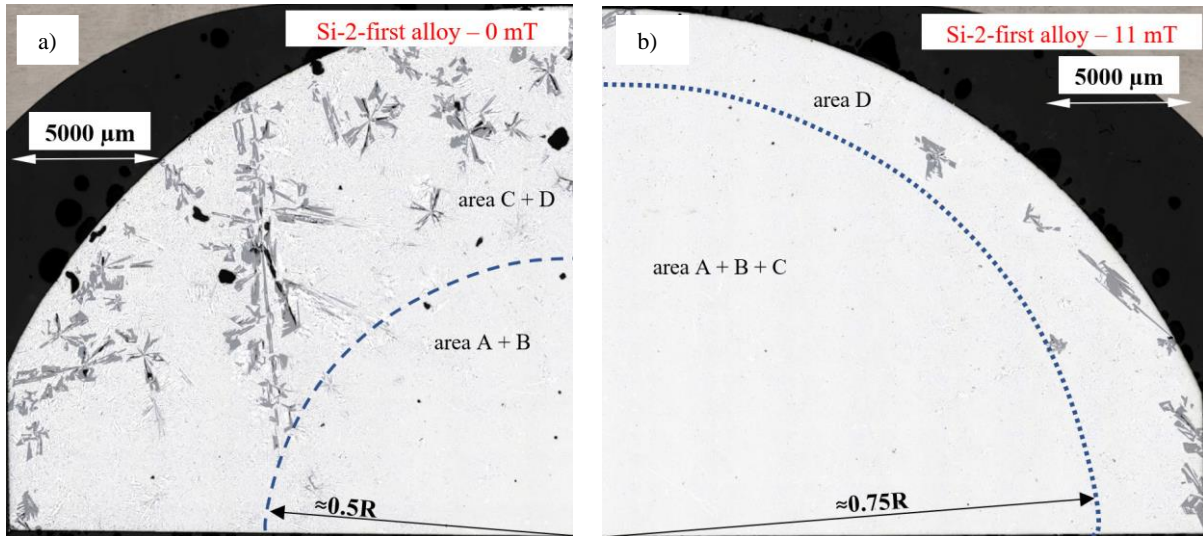 a)
Si-2-first alloy – 0 mT
5000 µm
area C + D
area A + B
≈0.5R
b)
Si-2-first alloy – 11 mT
5000 µm
area D
area A + B + C
≈0.75R